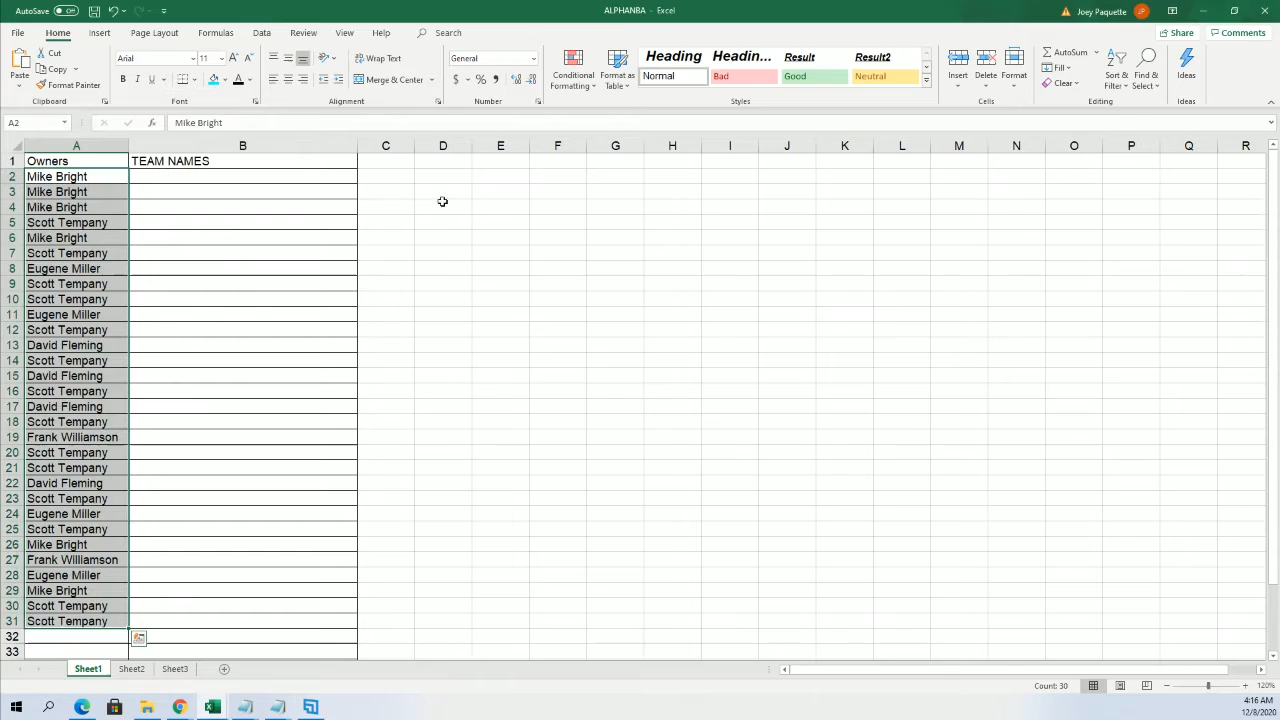 AutoSave Off
ALPHANBA - Excel
Joey Paquette JP
File Home Insert Page Layout Formulas Data Review View Help Search
Share Comments
Paste
Cut
Copy
Format Painter
Clipboard
Arial 11
B I U
Font
Wrap Text
Merge & Center
Alignment
General
$ % ,
Number
Conditional Formatting
Format as Table
Heading Headin... Result Result2
Normal Bad Good Neutral
Styles
Insert Delete Format
Cells
AutoSum
Fill
Clear
Sort & Filter
Find & Select
Editing
Ideas
Ideas
A2 fx Mike Bright
A B C D E F G H I J K L M N O P Q R
1 Owners TEAM NAMES
2 Mike Bright
3 Mike Bright
4 Mike Bright
5 Scott Tempany
6 Mike Bright
7 Scott Tempany
8 Eugene Miller
9 Scott Tempany
10 Scott Tempany
11 Eugene Miller
12 Scott Tempany
13 David Fleming
14 Scott Tempany
15 David Fleming
16 Scott Tempany
17 David Fleming
18 Scott Tempany
19 Frank Williamson
20 Scott Tempany
21 Scott Tempany
22 David Fleming
23 Scott Tempany
24 Eugene Miller
25 Scott Tempany
26 Mike Bright
27 Frank Williamson
28 Eugene Miller
29 Mike Bright
30 Scott Tempany
31 Scott Tempany
32
33
Sheet1 Sheet2 Sheet3
Count: 30 120%
4:16 AM
12/8/2020